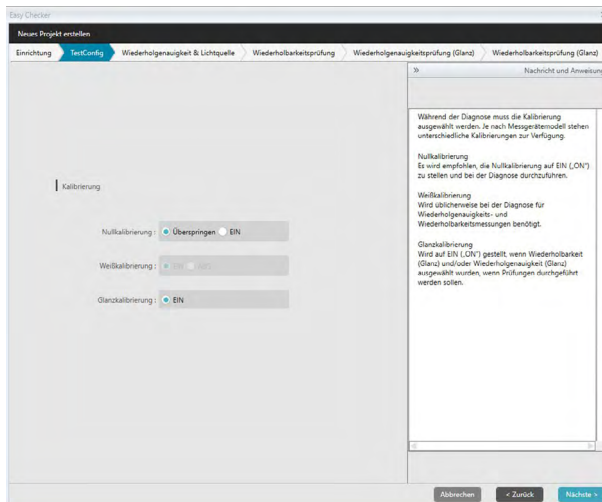 Easy Checker
Neues Projekt erstellen
Einrichtung TestConfig Wiederholgenauigkeit & Lichtquelle Wiederholbarkeitsprüfung Wiederholgenauigkeitsprüfung (Glanz) Wiederholbarkeitsprüfung (Glanz)
» Nachricht und Anweisung
Während der Diagnose muss die Kalibrierung
ausgewählt werden. Je nach Messgerätemodell stehen
unterschiedliche Kalibrierungen zur Verfügung.
Nullkalibrierung
Es wird empfohlen, die Nullkalibrierung auf EIN („ON")
zu stellen und bei der Diagnose durchzuführen.
Weißkalibrierung
Wird üblicherweise bei der Diagnose für
Wiederholgenauigkeits- und
Wiederholbarkeitsmessungen benötigt.
Glanzkalibrierung
Wird auf EIN („ON") gestellt, wenn Wiederholbarkeit
(Glanz) und/oder Wiederholgenauigkeit (Glanz)
ausgewählt wurden, wenn Prüfungen durchgeführt
werden sollen.
Kalibrierung
Nullkalibrierung : Überspringen EIN
Weißkalibrierung : EIN
Glanzkalibrierung : EIN
Abbrechen < Zurück Nächste >